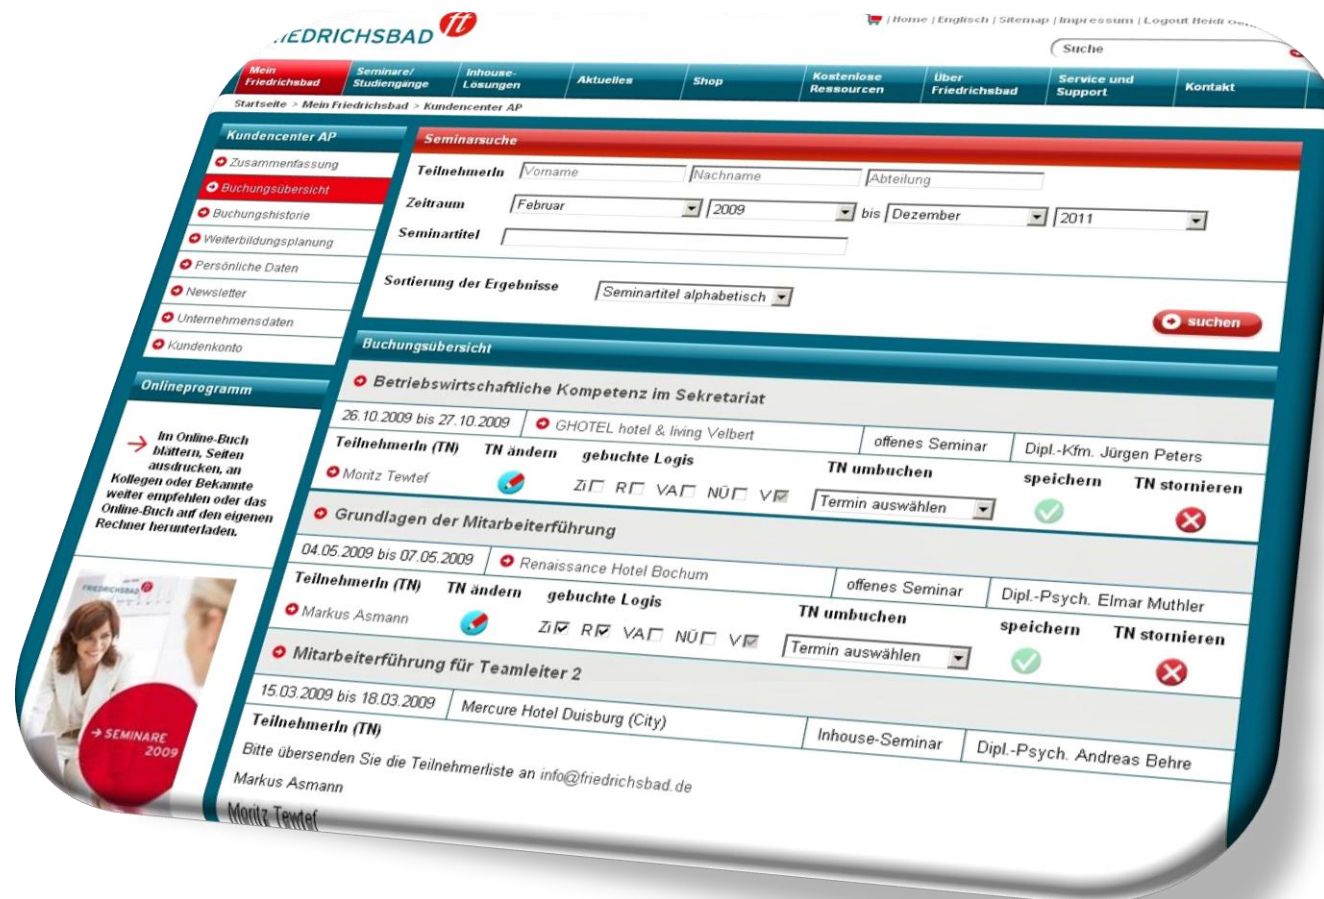 IEDRICHSBAD ft
| Home | Englisch | Sitemap | Impressum | Logout Heidi
Suche
Mein Friedrichsbad
Seminare/ Studiengänge
Inhouse- Lösungen
Aktuelles
Shop
Kostenlose Ressourcen
Über Friedrichsbad
Service und Support
Kontakt
Startseite > Mein Friedrichsbad > Kundencenter AP
Kundencenter AP
Zusammenfassung
Buchungsübersicht
Buchungshistorie
Weiterbildungsplanung
Persönliche Daten
Newsletter
Unternehmensdaten
Kundenkonto
Onlineprogramm
Im Online-Buch
blättern, Seiten
ausdrucken, an
Kollegen oder Bekannte
weiter empfehlen oder das
Online-Buch auf den eigenen
Rechner herunterladen.
FRIEDRICHSBAD ft
→ SEMINARE
2009
Seminarsuche
TeilnehmerIn Vorname Nachname Abteilung
Zeitraum Februar 2009 bis Dezember 2011
Seminartitel
Sortierung der Ergebnisse Seminartitel alphabetisch
suchen
Buchungsübersicht
Betriebswirtschaftliche Kompetenz im Sekretariat
26.10.2009 bis 27.10.2009 GHOTEL hotel & living Velbert offenes Seminar Dipl.-Kfm. Jürgen Peters
TeilnehmerIn (TN) TN ändern gebuchte Logis TN umbuchen speichern TN stornieren
Moritz Tewtef Zi R VA NÜ V Termin auswählen
Grundlagen der Mitarbeiterführung
04.05.2009 bis 07.05.2009 Renaissance Hotel Bochum offenes Seminar Dipl.-Psych. Elmar Muthler
TeilnehmerIn (TN) TN ändern gebuchte Logis TN umbuchen speichern TN stornieren
Markus Asmann Zi R VA NÜ V Termin auswählen
Mitarbeiterführung für Teamleiter 2
15.03.2009 bis 18.03.2009 Mercure Hotel Duisburg (City) Inhouse-Seminar Dipl.-Psych. Andreas Behre
TeilnehmerIn (TN)
Bitte übersenden Sie die Teilnehmerliste an info@friedrichsbad.de
Markus Asmann
Moritz Tewtef